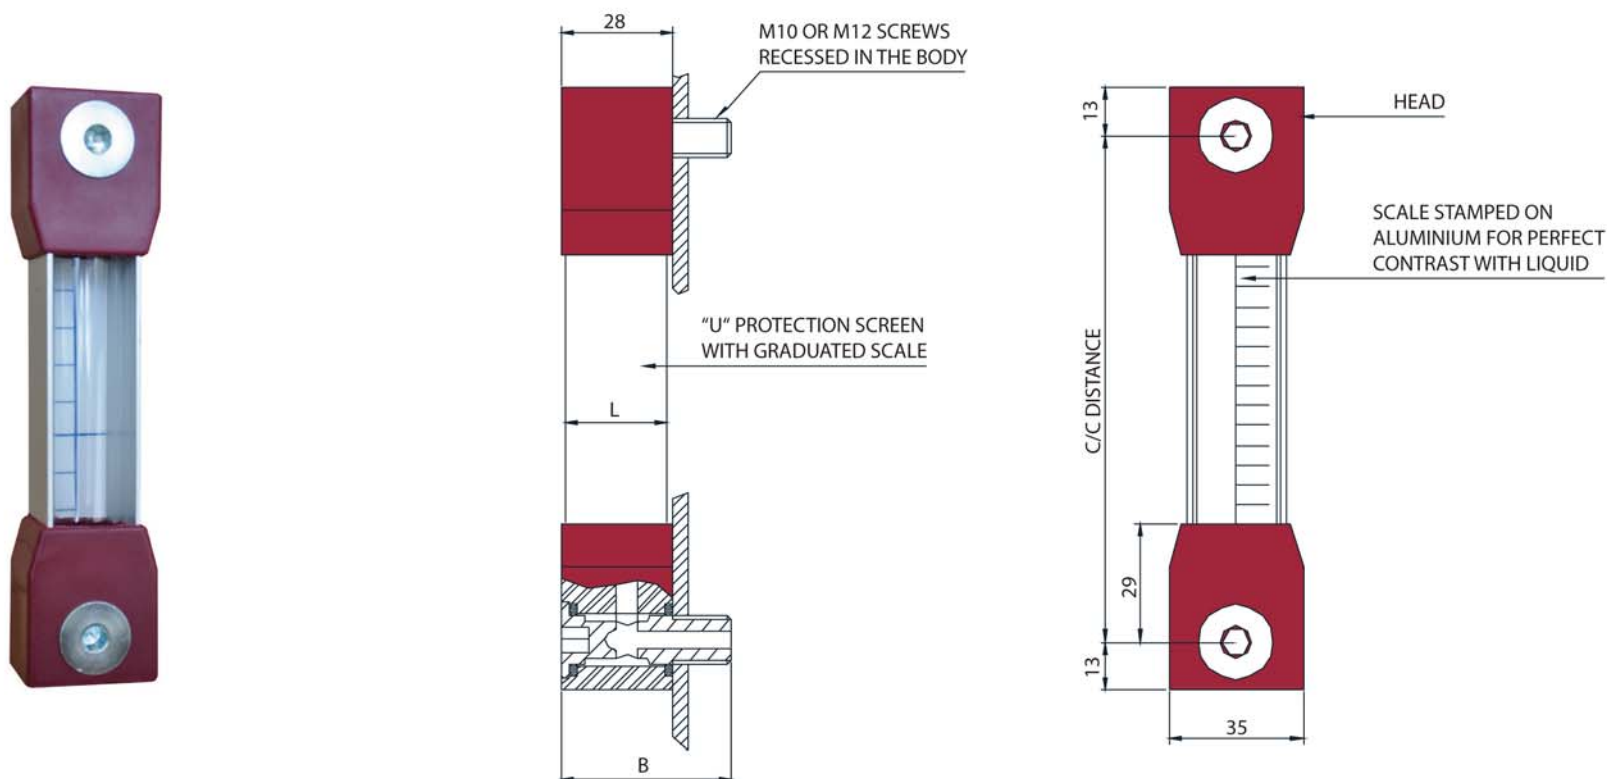 28
M10 OR M12 SCREWS
RECESSED IN THE BODY
"U" PROTECTION SCREEN
WITH GRADUATED SCALE
L
B
13
HEAD
SCALE STAMPED ON
ALUMINIUM FOR PERFECT
CONTRAST WITH LIQUID
C/C DISTANCE
29
13
35